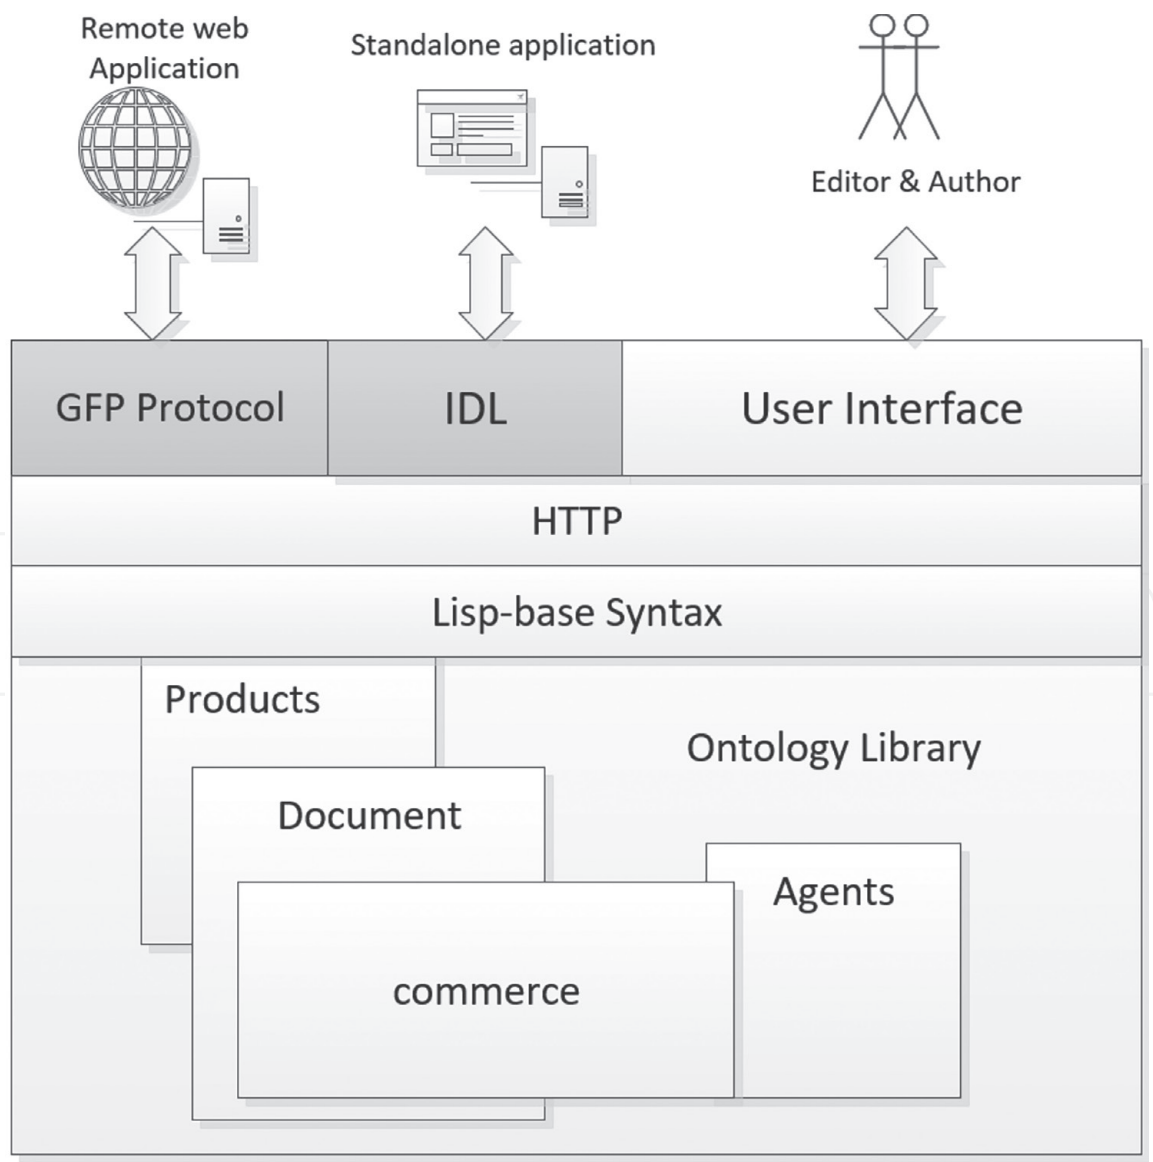 Remote web
Application
Standalone application
Editor & Author
GFP Protocol
IDL
User Interface
HTTP
Lisp-base Syntax
Products
Ontology Library
Document
Agents
commerce